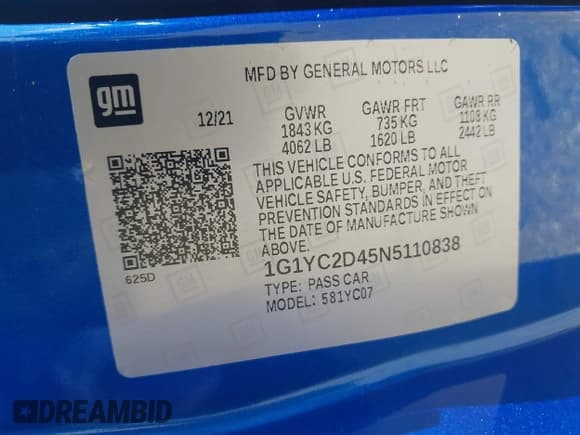 MFD BY GENERAL MOTORS LLC
gm
12/21
GVWR GAWR FRT GAWR RR
1843 KG 735 KG 1108 KG
4062 LB 1620 LB 2442 LB
THIS VEHICLE CONFORMS TO ALL
APPLICABLE U.S. FEDERAL MOTOR
VEHICLE SAFETY, BUMPER, AND THEFT
PREVENTION STANDARDS IN EFFECT ON
THE DATE OF MANUFACTURE SHOWN
ABOVE.
625D
1G1YC2D45N5110838
TYPE: PASS CAR
MODEL: 581YC07
DREAMBID